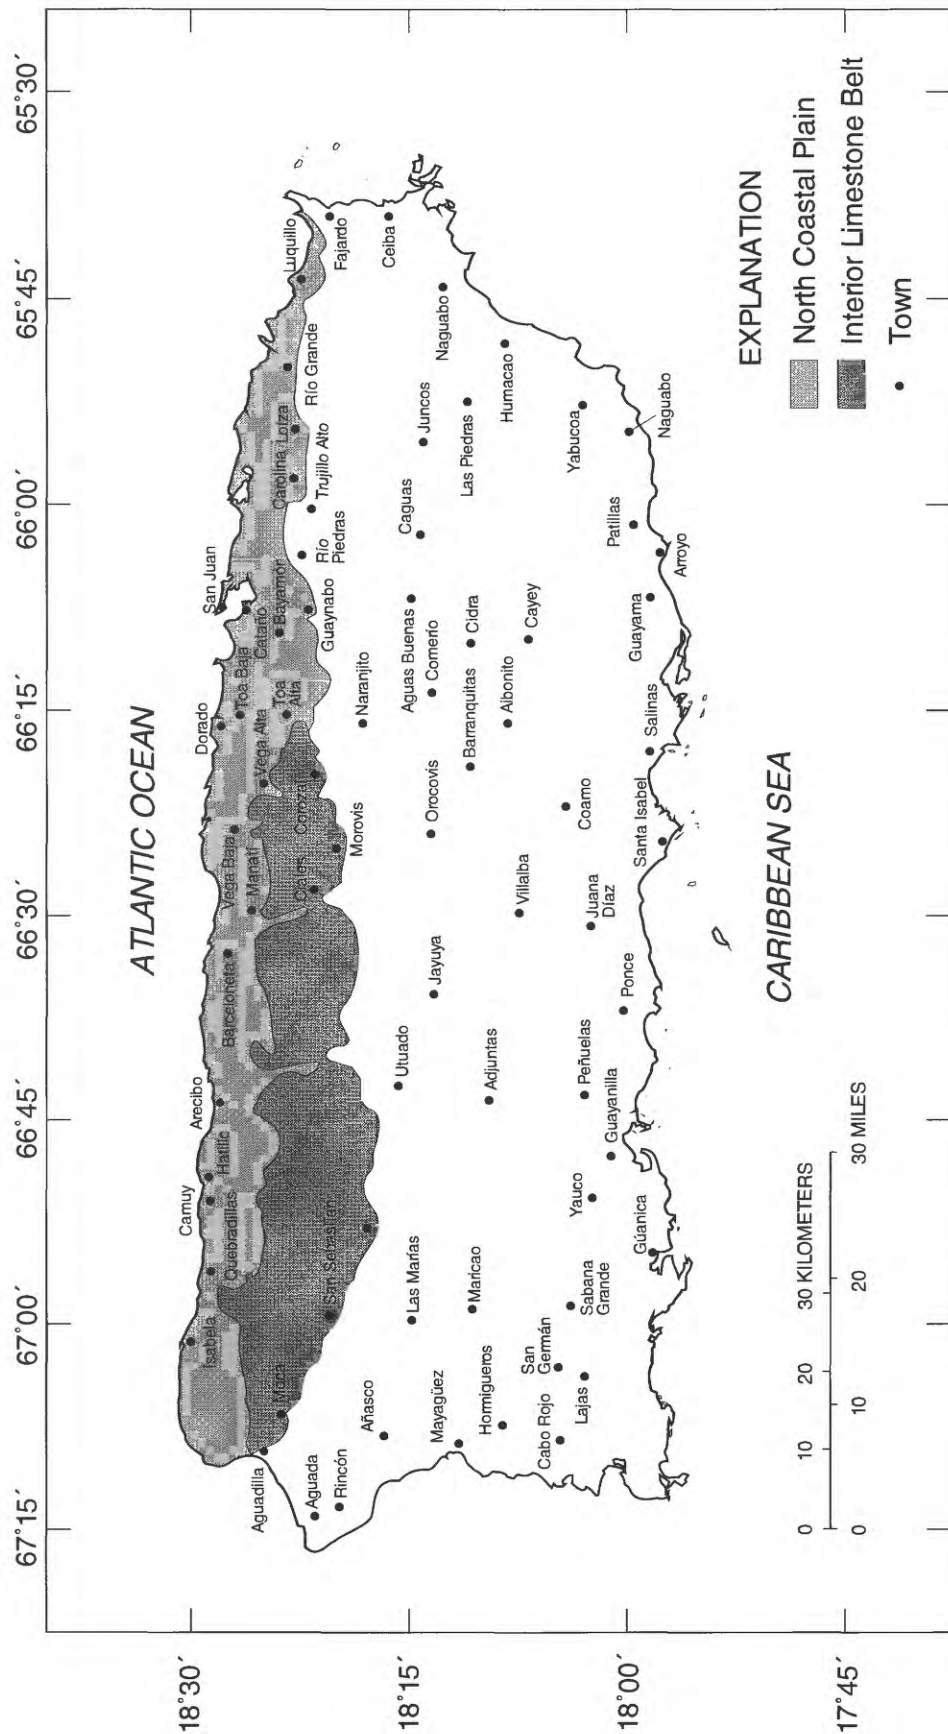 67°15´
67°00´
66°45´
66°30´
66°15´
66°00´
65°45´
65°30´
18°30´
18°15´
18°00´
17°45´
ATLANTIC OCEAN
CARIBBEAN SEA
Isabela
Quebradillas
Camuy
Hatillo
Arecibo
Barceloneta
Manatí
Vega Baja
Vega Alta
Dorado
Toa Baja
Toa
Alta
Cataño
San Juan
Bayamón
Guaynabo
Río
Piedras
Trujillo Alto
Carolina
Loíza
Río Grande
Luquillo
Fajardo
Ceiba
Aguadilla
Moca
San Sebastián
Ciales
Morovis
Corozal
Aguada
Rincón
Añasco
Las Marías
Utuado
Jayuya
Orocovis
Naranjito
Comerío
Aguas Buenas
Caguas
Juncos
Naguabo
Mayagüez
Maricao
Adjuntas
Barranquitas
Cidra
Las Piedras
Humacao
Hormigueros
Villalba
Albonito
Cayey
Cabo Rojo
San
Germán
Lajas
Sabana
Grande
Yauco
Peñuelas
Guayanilla
Juana
Díaz
Coamo
Yabucoa
Naguabo
Gúanica
Ponce
Santa Isabel
Salinas
Guayama
Patillas
Arroyo
0 10 20 30 KILOMETERS
0 10 20 30 MILES
EXPLANATION
North Coastal Plain
Interior Limestone Belt
Town